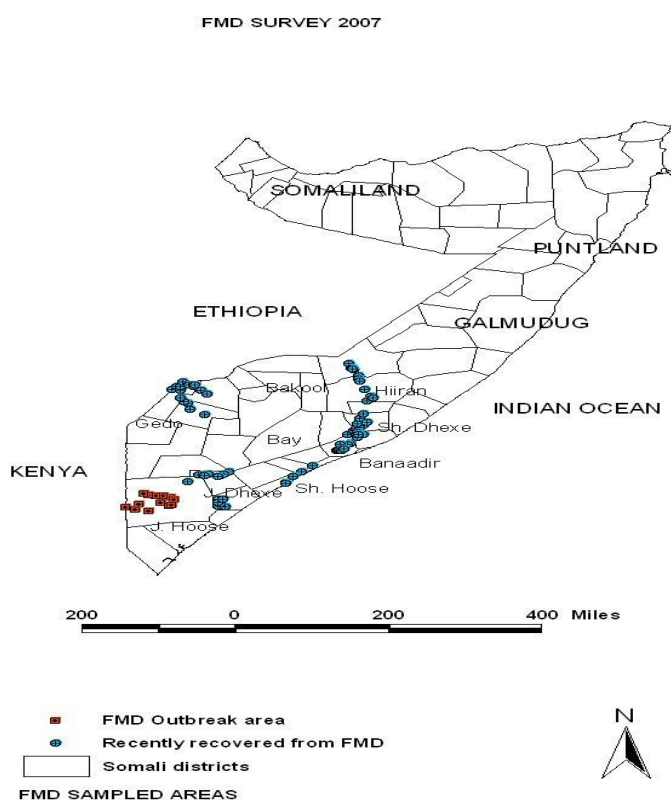 FMD SURVEY 2007
SOMALILAND
PUNTLAND
ETHIOPIA
GALMUDUG
Bakool
Hiiran
INDIAN OCEAN
Gedo
Sh. Dhexe
Bay
Banaadir
KENYA
J. Dhexe
Sh. Hoose
J. Hoose
200 0 200 400 Miles
FMD Outbreak area
Recently recovered from FMD
Somali districts
FMD SAMPLED AREAS
N